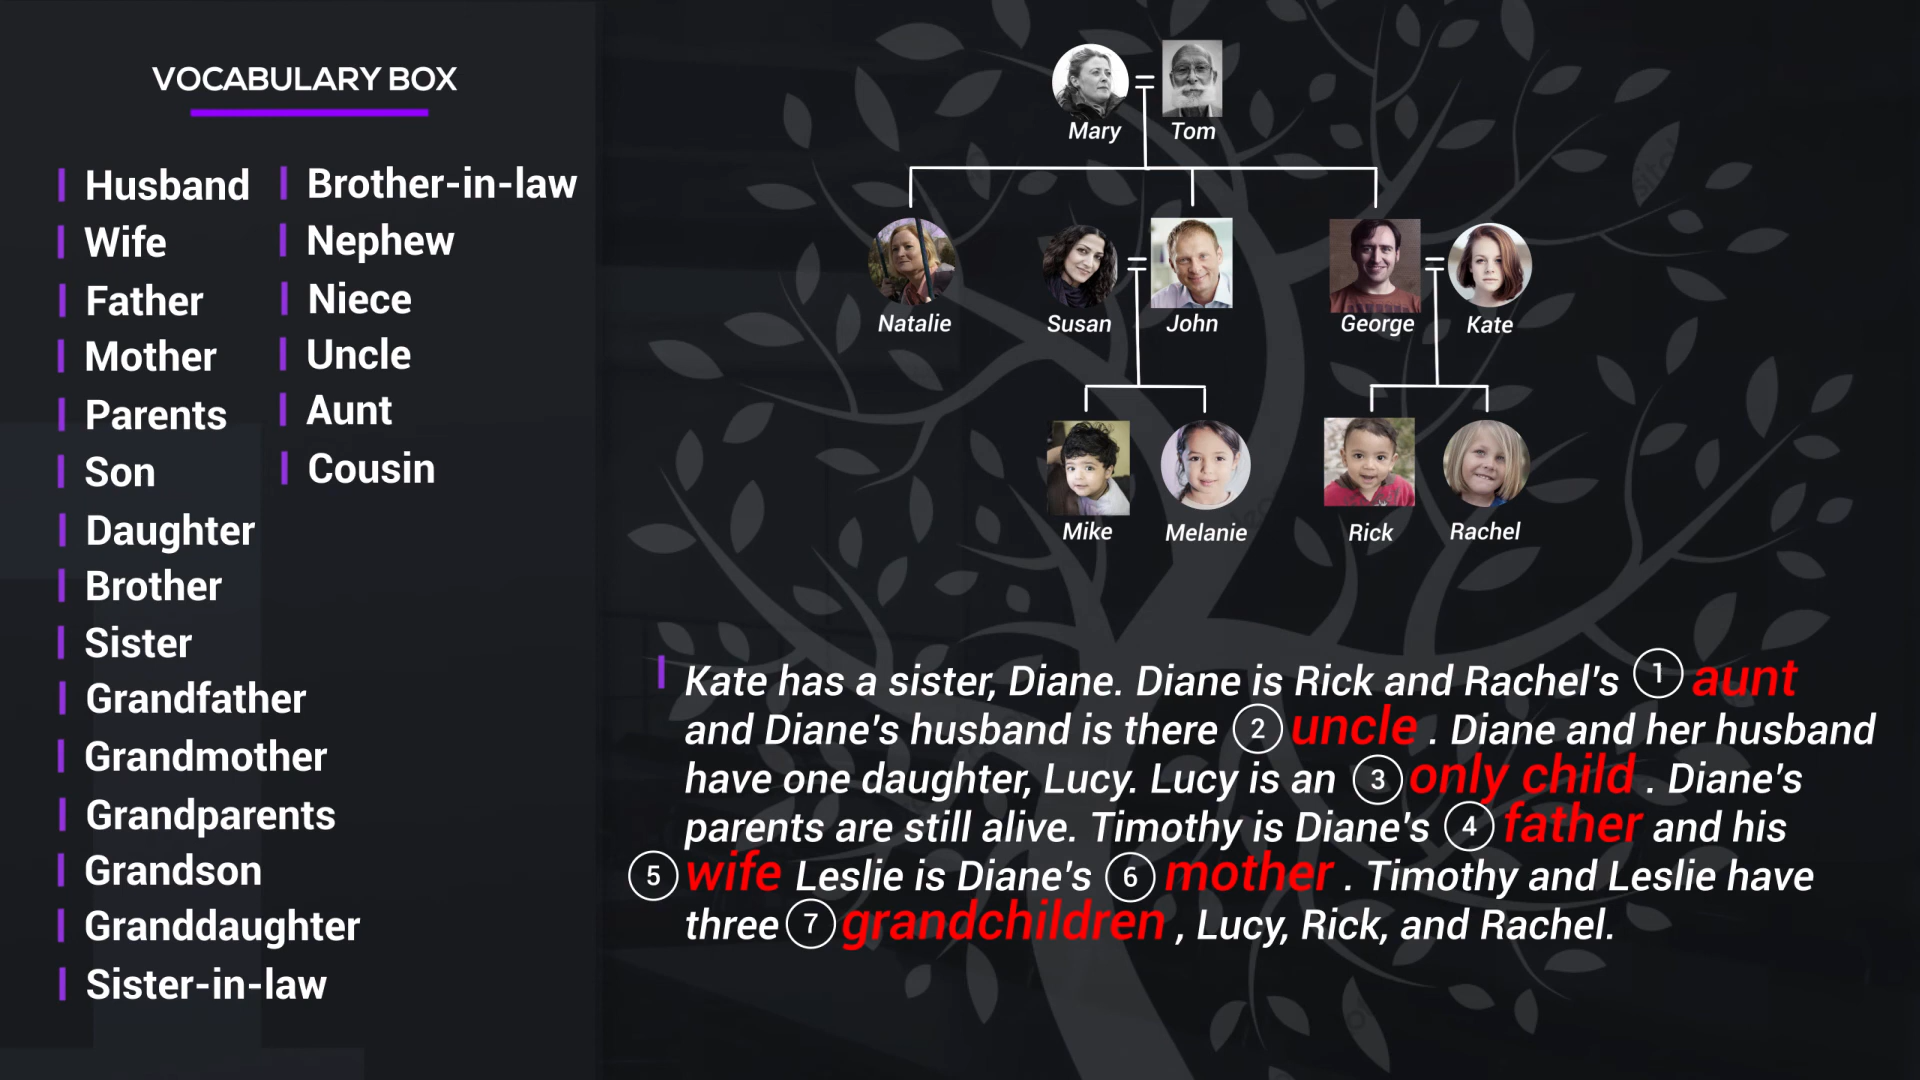 VOCABULARY BOX
Husband
Wife
Father
Mother
Parents
Son
Daughter
Brother
Sister
Grandfather
Grandmother
Grandparents
Grandson
Granddaughter
Sister-in-law
Brother-in-law
Nephew
Niece
Uncle
Aunt
Cousin
Mary Tom
Natalie Susan John George Kate
Mike Melanie Rick Rachel
Kate has a sister, Diane. Diane is Rick and Rachel's 1 aunt
and Diane's husband is there 2 uncle . Diane and her husband
have one daughter, Lucy. Lucy is an 3 only child . Diane's
parents are still alive. Timothy is Diane's 4 father and his
5 wife Leslie is Diane's 6 mother . Timothy and Leslie have
three 7 grandchildren , Lucy, Rick, and Rachel.